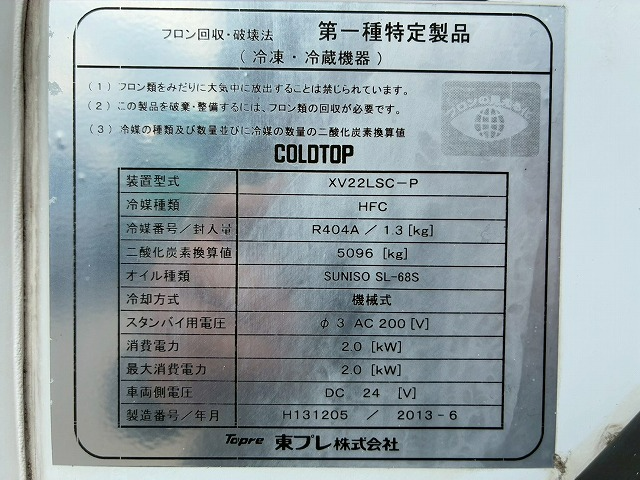 フロン回収・破壊法 第一種特定製品
(冷凍・冷蔵機器)
(1)フロン類をみだりに大気中に放出することは禁じられています。
(2)この製品を破棄・整備するには、フロン類の回収が必要です。
(3)冷媒の種類及び数量並びに冷媒の数量の二酸化炭素換算値
COLDTOP
装置型式 XV22LSC-P
冷媒種類 HFC
冷媒番号/封入量 R404A / 1.3 [kg]
二酸化炭素換算値 5096 [kg]
オイル種類 SUNISO SL-68S
冷却方式 機械式
スタンバイ用電圧 φ3 AC 200 [V]
消費電力 2.0 [kW]
最大消費電力 2.0 [kW]
車両側電圧 DC 24 [V]
製造番号/年月 H131205 / 2013-6
Topre 東プレ株式会社